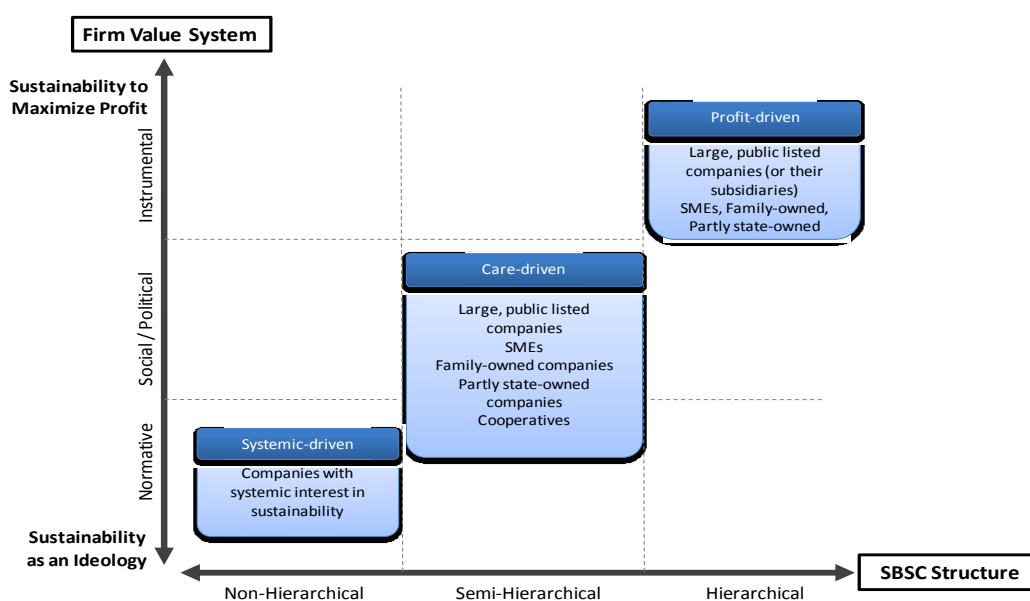 Firm Value System
Sustainability to
Maximize Profit
Instrumental
Social / Political
Normative
Sustainability
as an Ideology
Profit-driven
Large, public listed
companies (or their
subsidiaries)
SMEs, Family-owned,
Partly state-owned
Care-driven
Large, public listed
companies
SMEs
Family-owned companies
Partly state-owned
companies
Cooperatives
Systemic-driven
Companies with
systemic interest in
sustainability
SBSC Structure
Non-Hierarchical
Semi-Hierarchical
Hierarchical